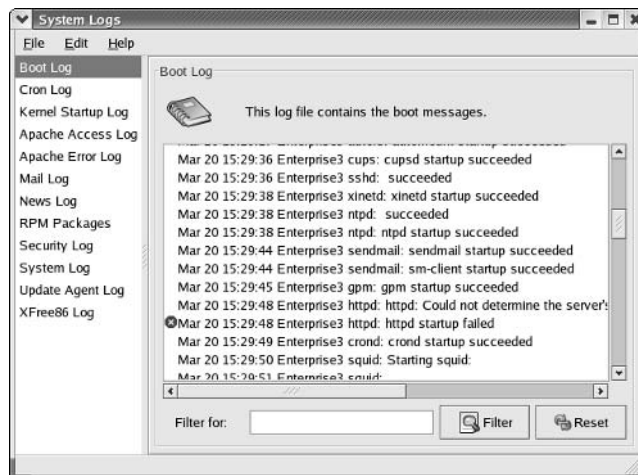 System Logs
File Edit Help
Boot Log
Cron Log
Kernel Startup Log
Apache Access Log
Apache Error Log
Mail Log
News Log
RPM Packages
Security Log
System Log
Update Agent Log
XFree86 Log
Boot Log
This log file contains the boot messages.
Mar 20 15:29:36 Enterprise3 cups: cupsd startup succeeded
Mar 20 15:29:36 Enterprise3 sshd: succeeded
Mar 20 15:29:38 Enterprise3 xinetd: xinetd startup succeeded
Mar 20 15:29:38 Enterprise3 ntpd: succeeded
Mar 20 15:29:38 Enterprise3 ntpd: ntpd startup succeeded
Mar 20 15:29:44 Enterprise3 sendmail: sendmail startup succeeded
Mar 20 15:29:44 Enterprise3 sendmail: sm-client startup succeeded
Mar 20 15:29:45 Enterprise3 gpm: gpm startup succeeded
Mar 20 15:29:48 Enterprise3 httpd: httpd: Could not determine the server's
Mar 20 15:29:48 Enterprise3 httpd: httpd startup failed
Mar 20 15:29:49 Enterprise3 crond: crond startup succeeded
Mar 20 15:29:50 Enterprise3 squid: Starting squid:
Mar 20 15:29:51 Enterprise3 squid:
Filter for:
Filter
Reset